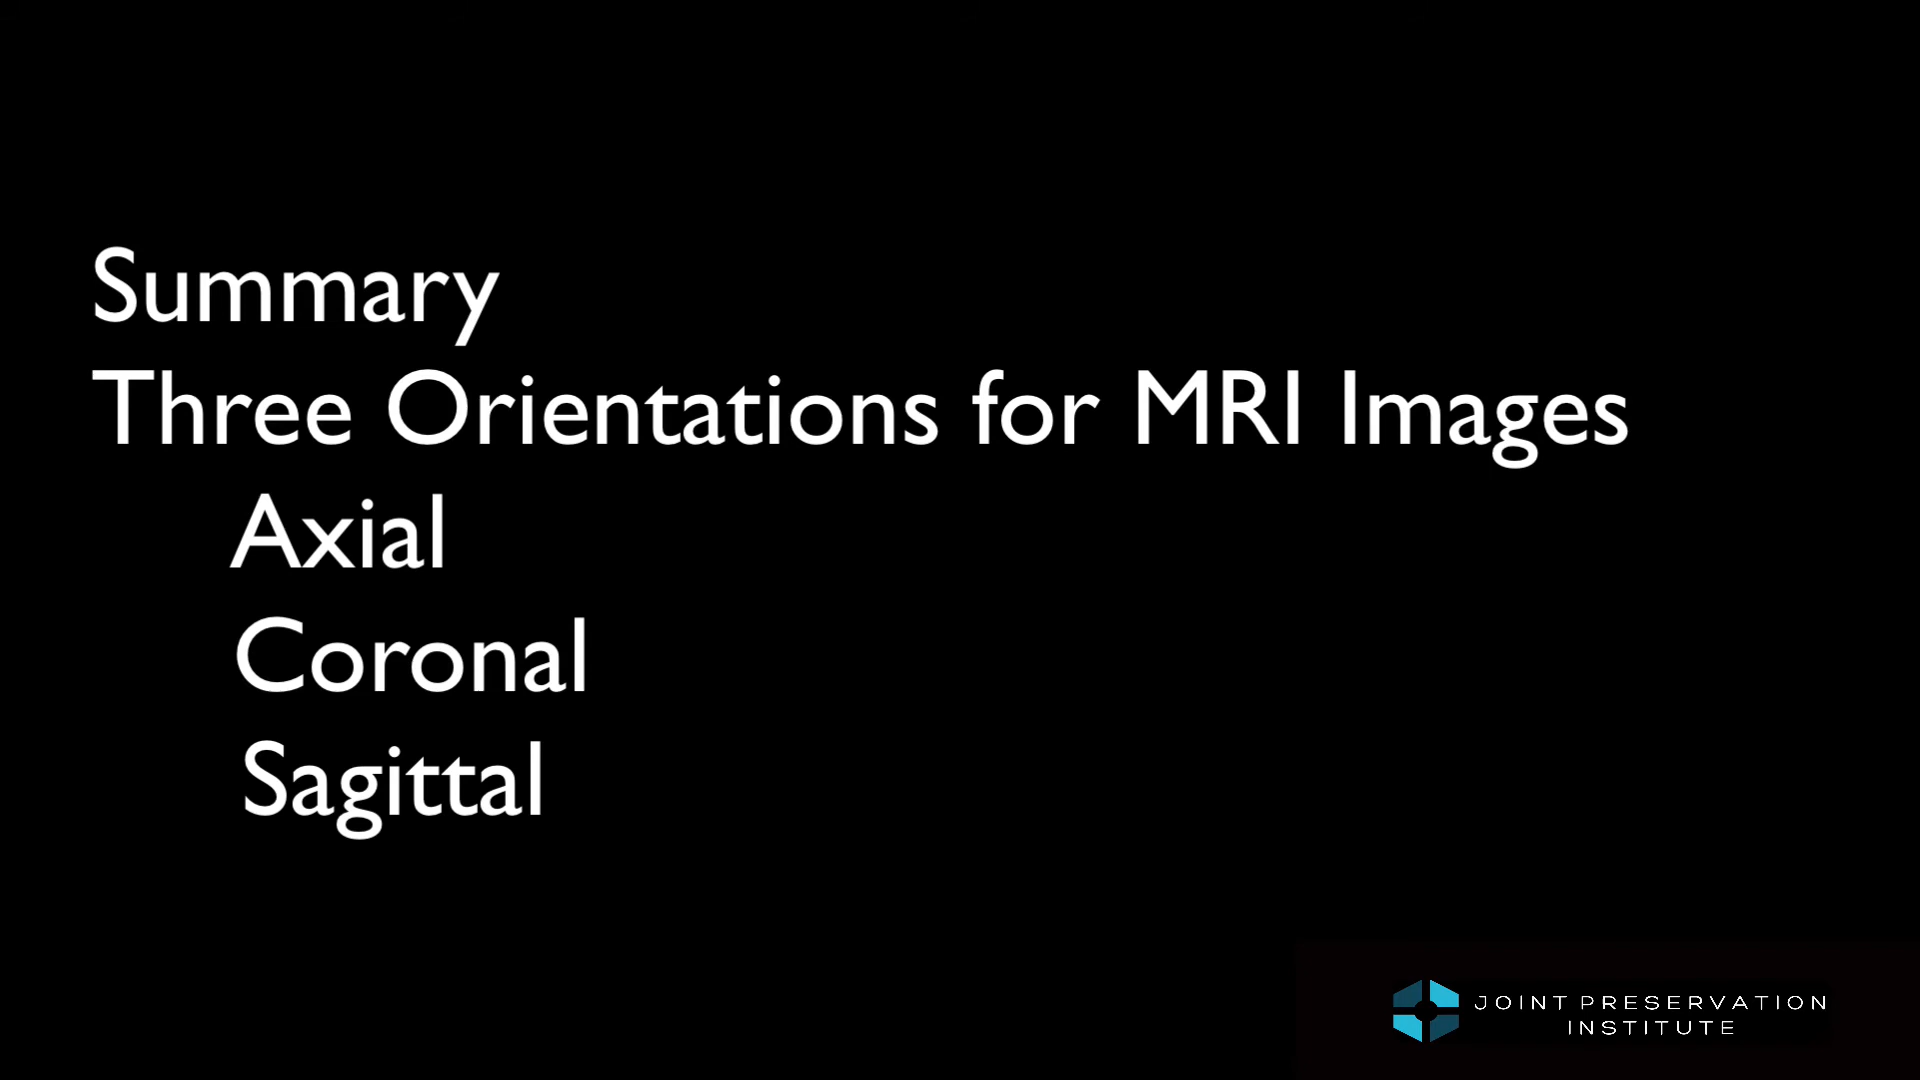 Summary
Three Orientations for MRI Images
Axial
Coronal
Sagittal
JOINT PRESERVATION
INSTITUTE